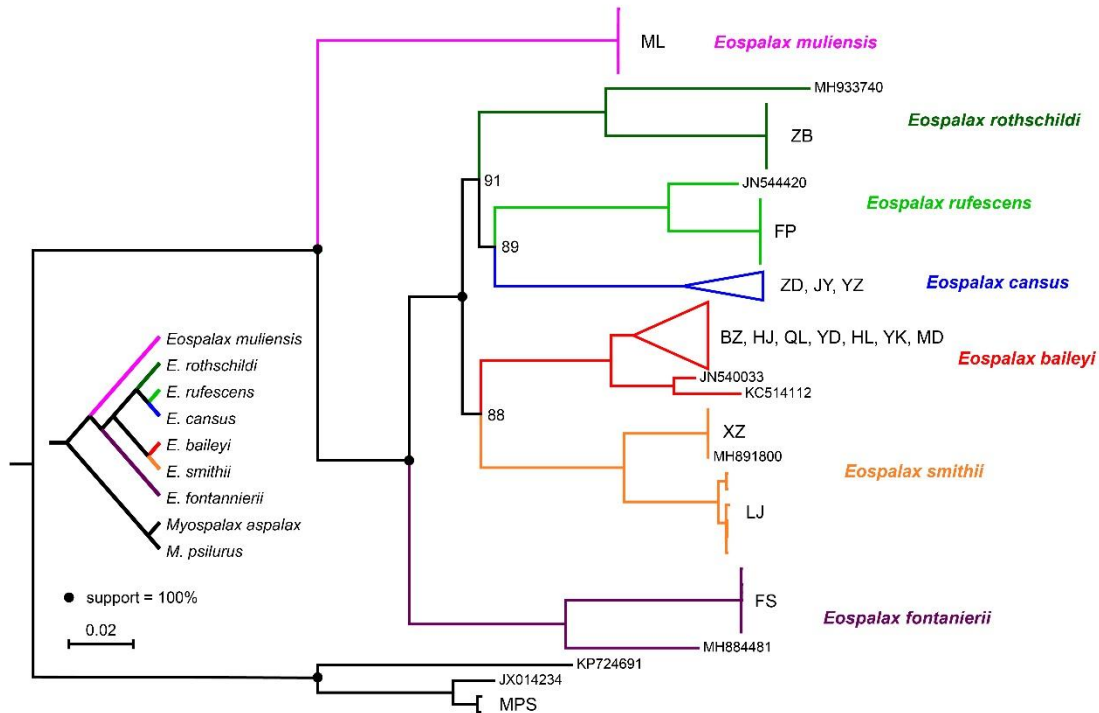 ML
Eospalax muliensis
MH933740
Eospalax rothschildi
ZB
91
JN544420
Eospalax rufescens
FP
89
ZD, JY, YZ
Eospalax cansus
BZ, HJ, QL, YD, HL, YK, MD
Eospalax baileyi
JN540033
KC514112
88
XZ
MH891800
Eospalax smithii
LJ
FS
Eospalax fontanierii
MH884481
KP724691
JX014234
MPS
Eospalax muliensis
E. rothschildi
E. rufescens
E. cansus
E. baileyi
E. smithii
E. fontannierii
Myospalax aspalax
M. psilurus
support = 100%
0.02